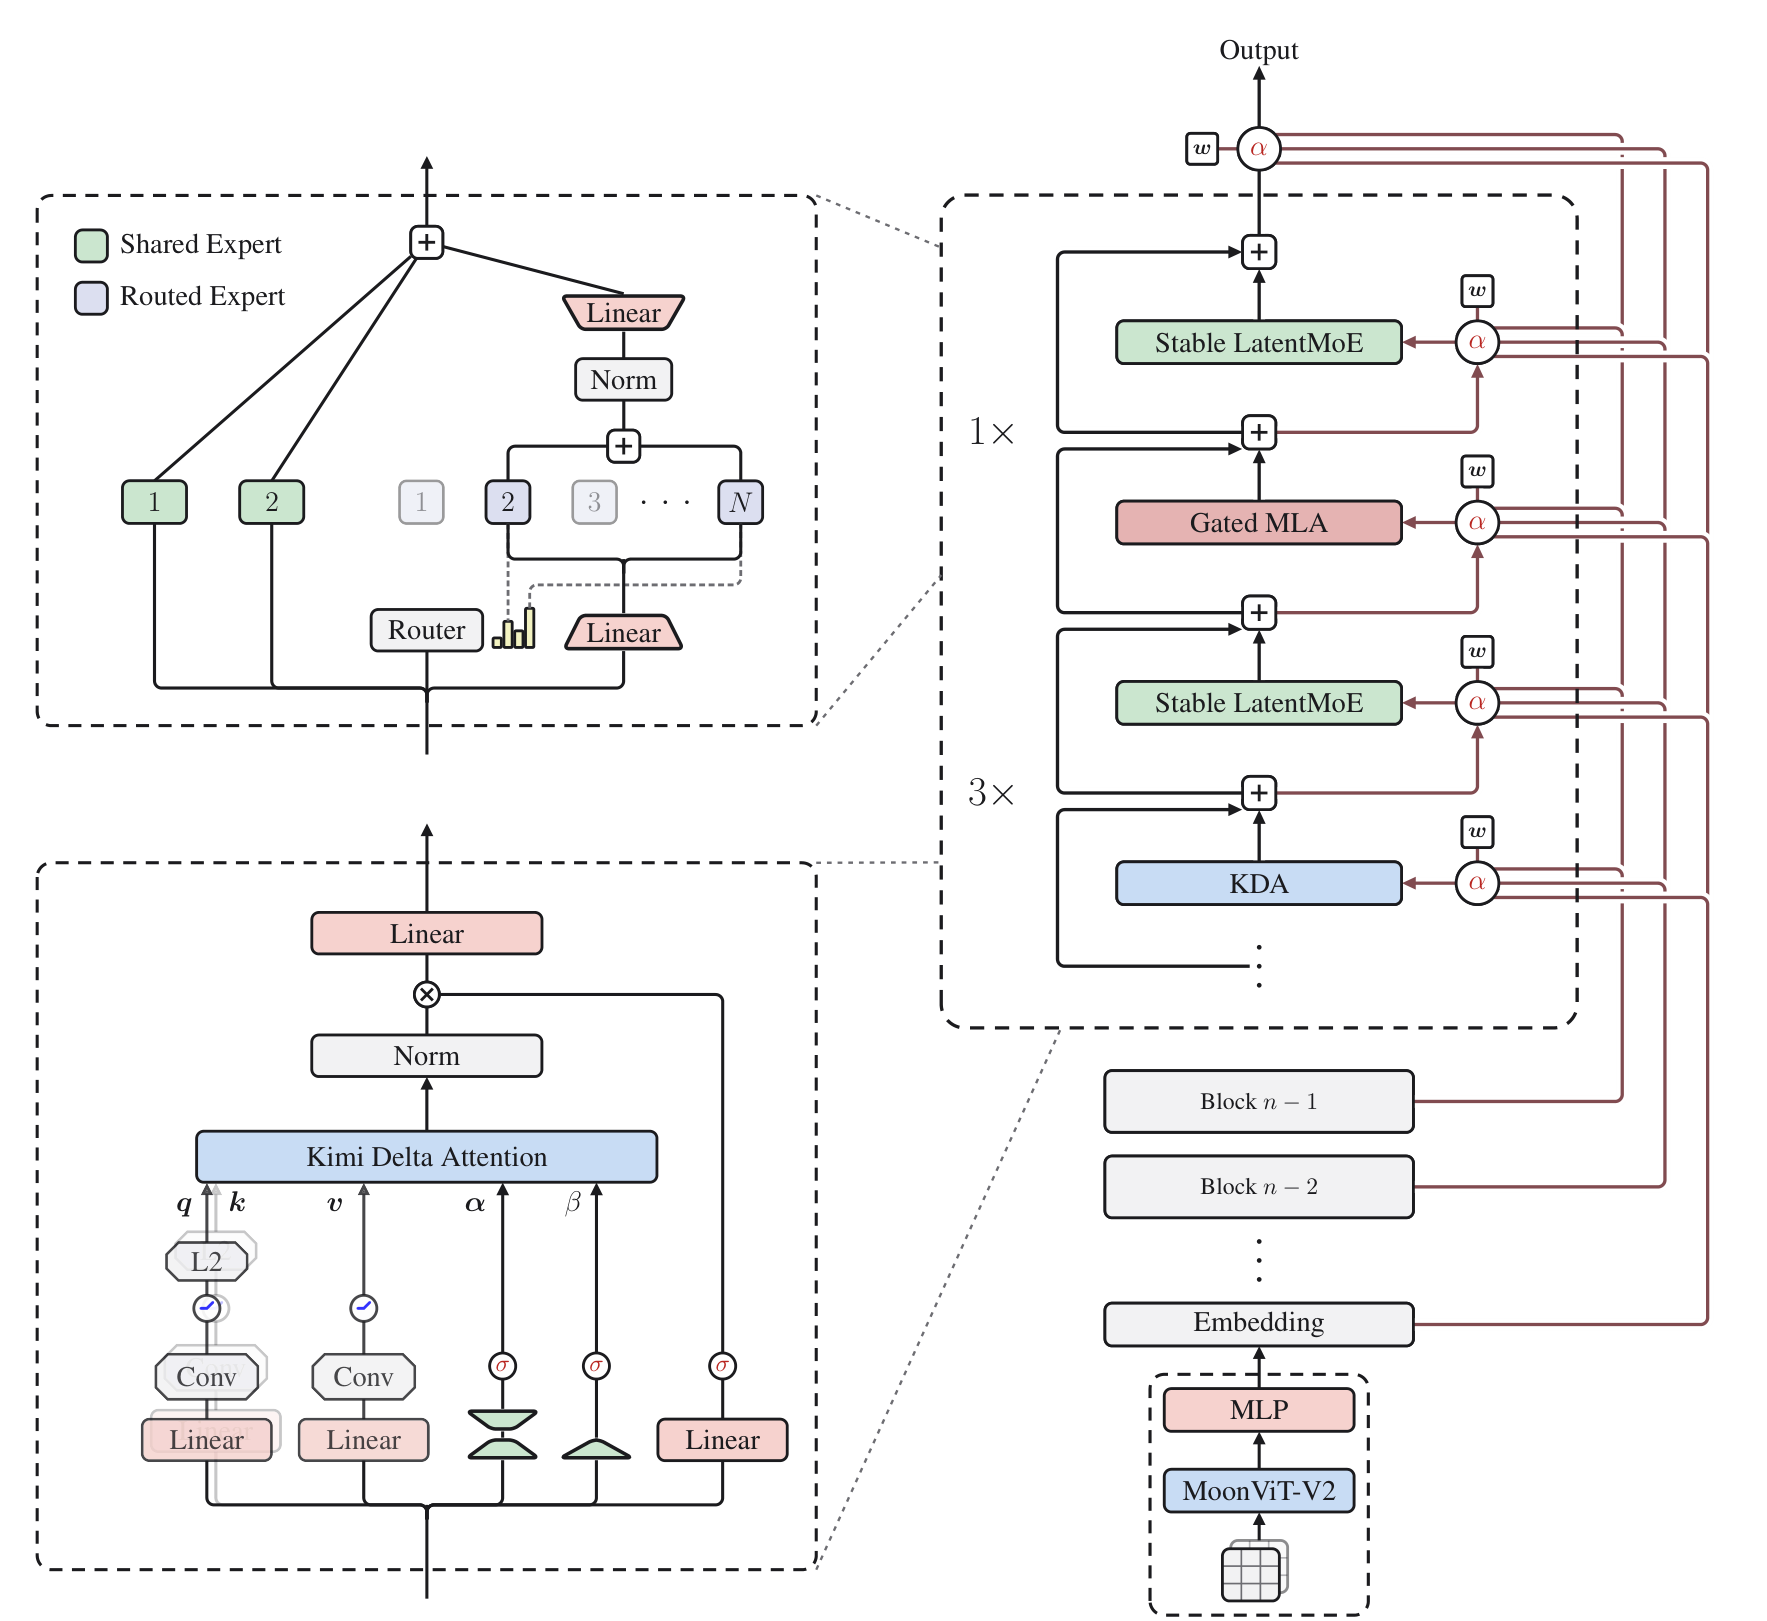 Output
w α
Shared Expert
Routed Expert
+
Linear
Norm
+
1 2 1 2 3 · · · N
Router
Linear
+
w
Stable LatentMoE α
1×
+
w
Gated MLA α
+
w
Stable LatentMoE α
3×
+
w
KDA α
Linear
×
Norm
Kimi Delta Attention
q k v α β
L2
Conv Conv
σ σ σ
Linear Linear Linear
Block n − 1
Block n − 2
Embedding
MLP
MoonViT-V2